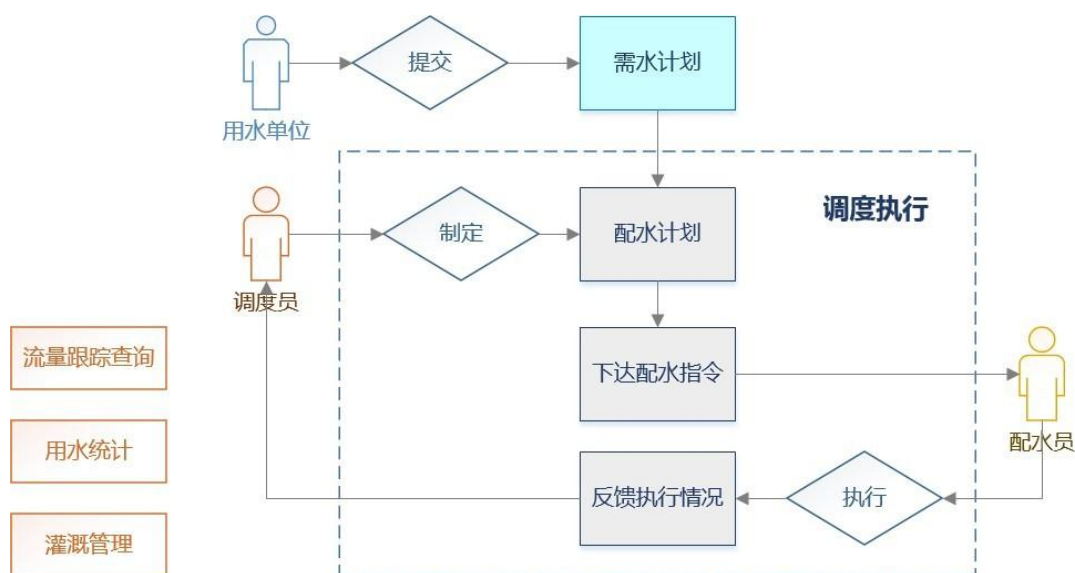 提交
需水计划
用水单位
调度执行
制定
配水计划
调度员
流量跟踪查询
下达配水指令
用水统计
配水员
反馈执行情况
执行
灌溉管理